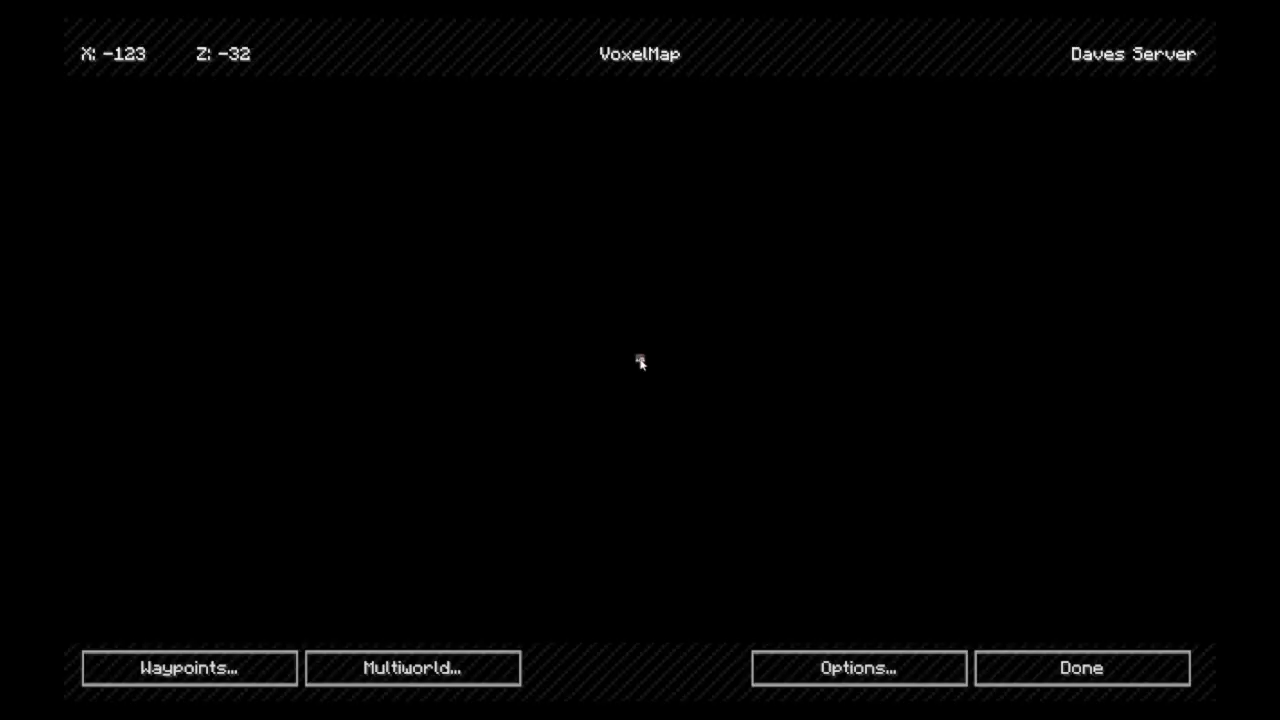 X: -123 Z: -32 VoxelMap Daves Server
Waypoints... Multiworld... Options... Done